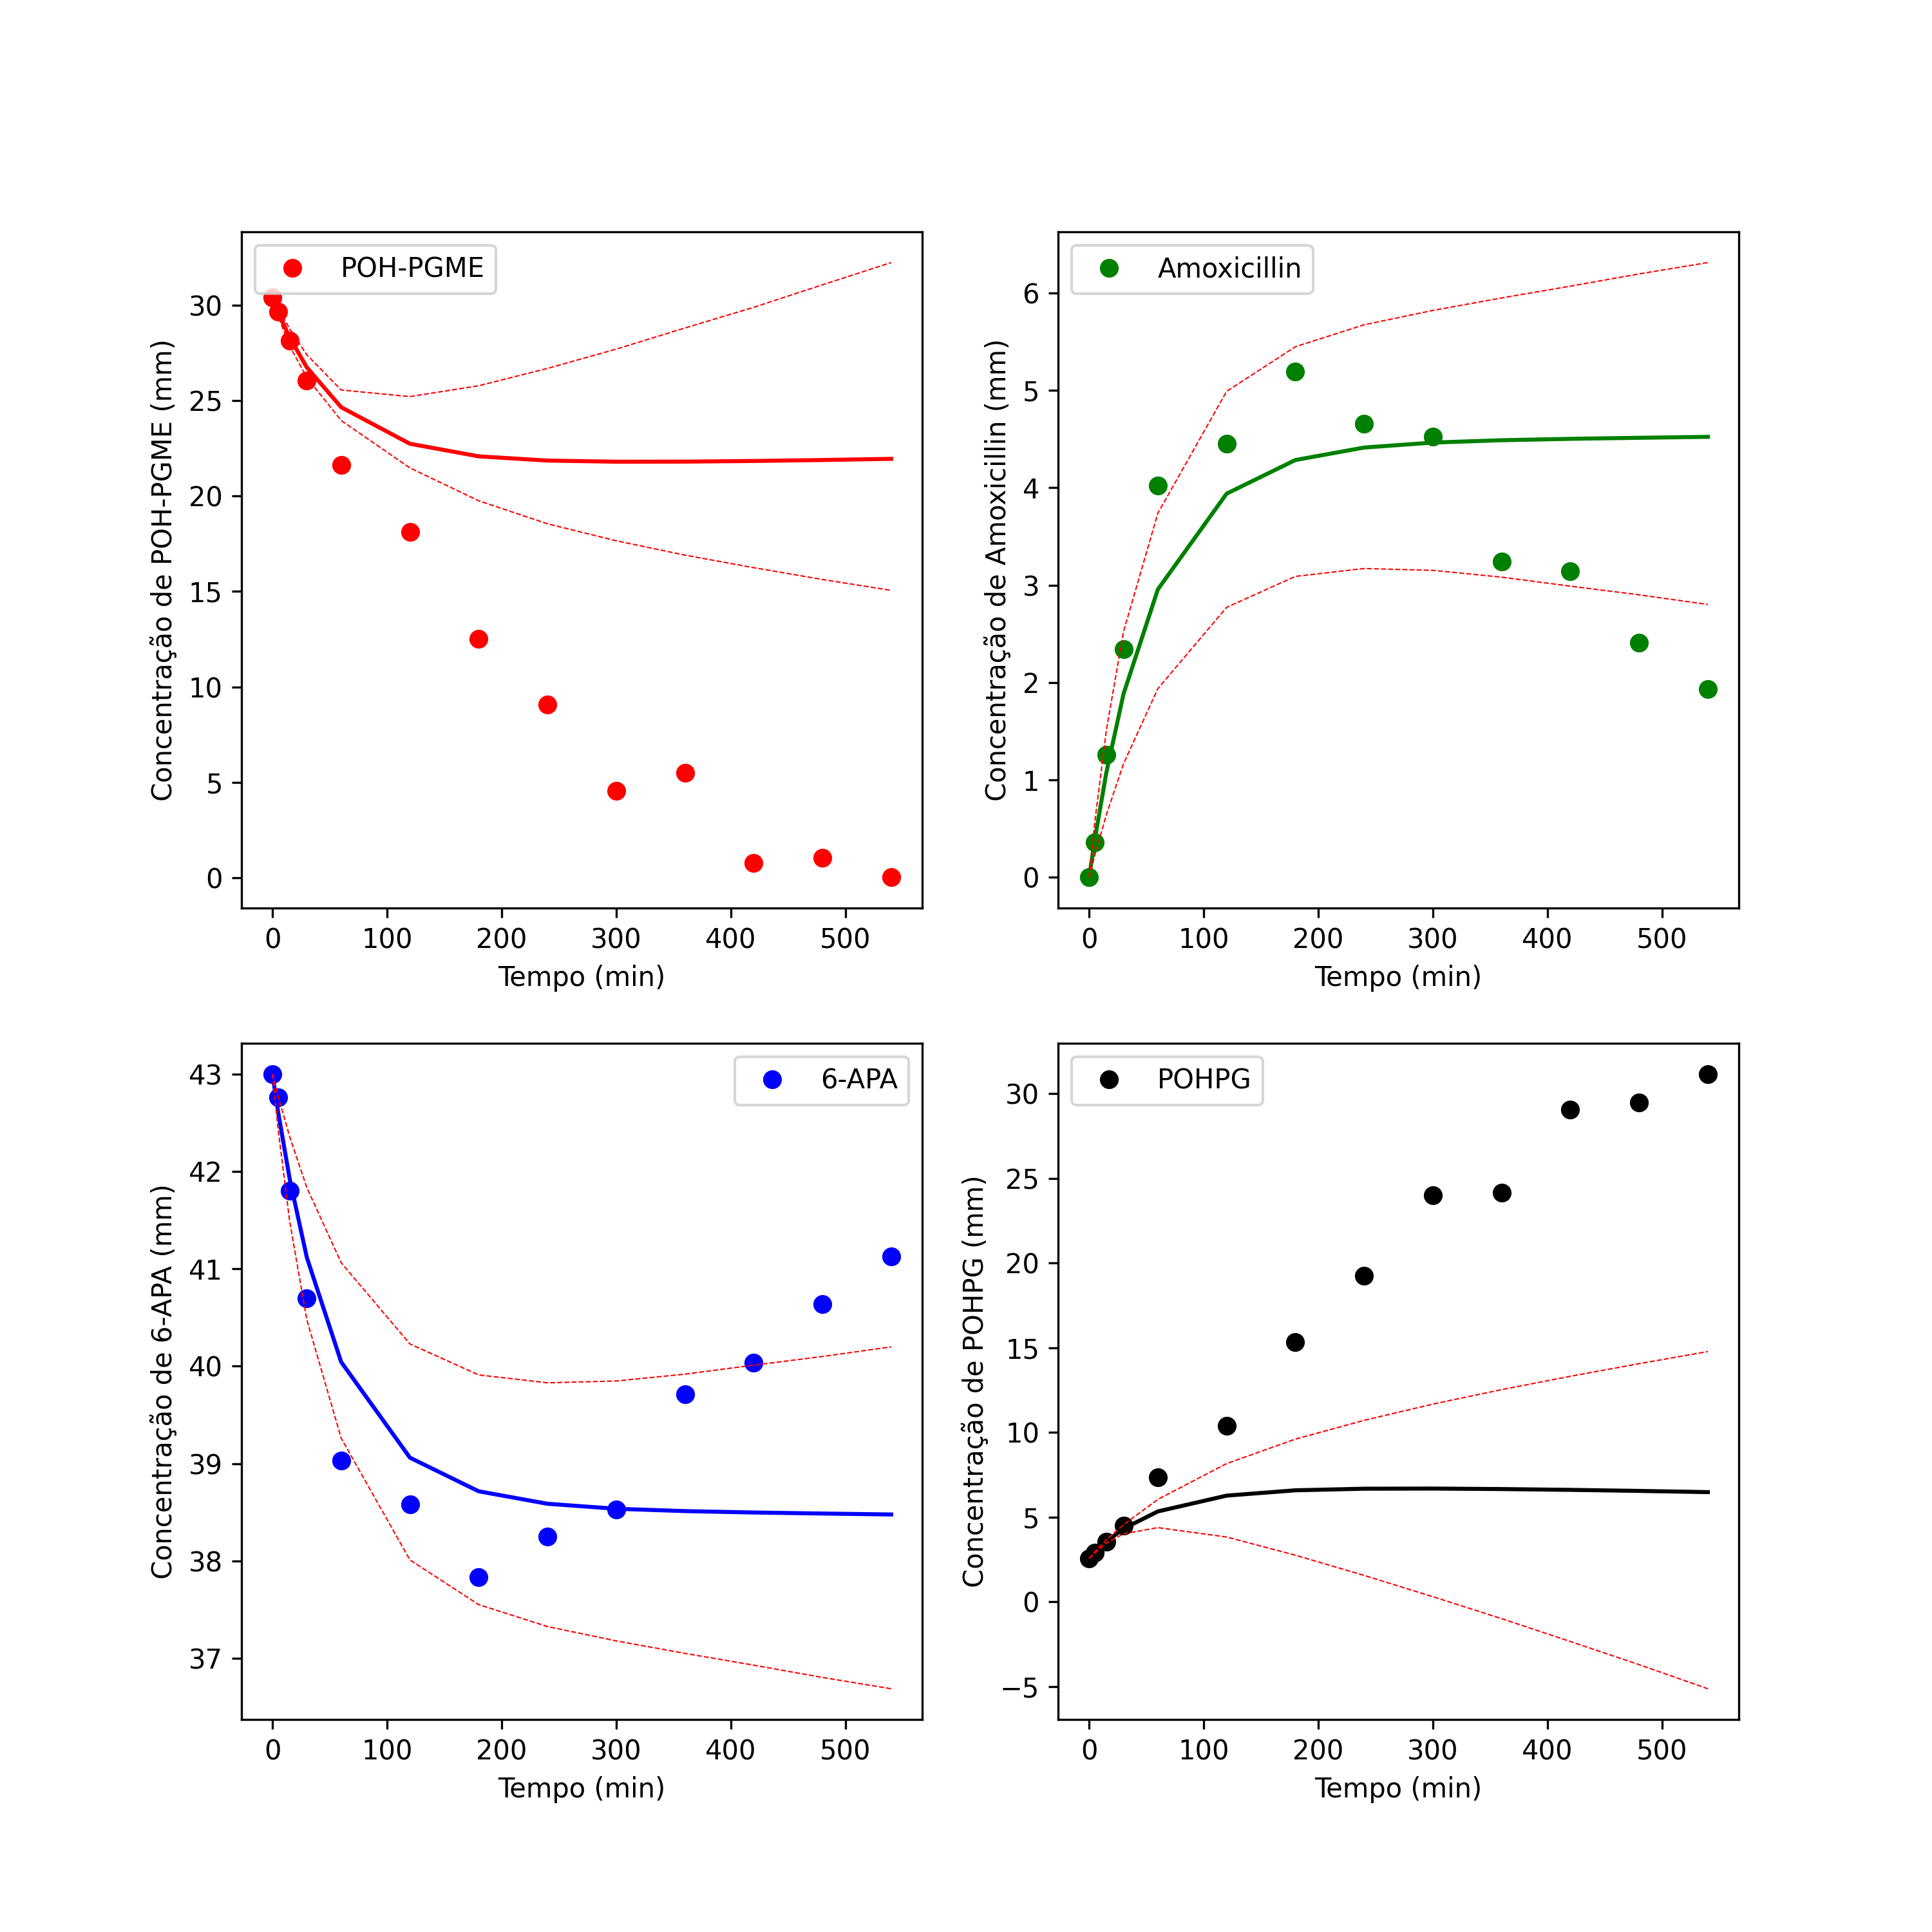 POH-PGME
Concentração de POH-PGME (mm)
30
25
20
15
10
5
0
0 100 200 300 400 500
Tempo (min)
Amoxicillin
Concentração de Amoxicillin (mm)
6
5
4
3
2
1
0
0 100 200 300 400 500
Tempo (min)
6-APA
Concentração de 6-APA (mm)
43
42
41
40
39
38
37
0 100 200 300 400 500
Tempo (min)
POHPG
Concentração de POHPG (mm)
30
25
20
15
10
5
0
−5
0 100 200 300 400 500
Tempo (min)